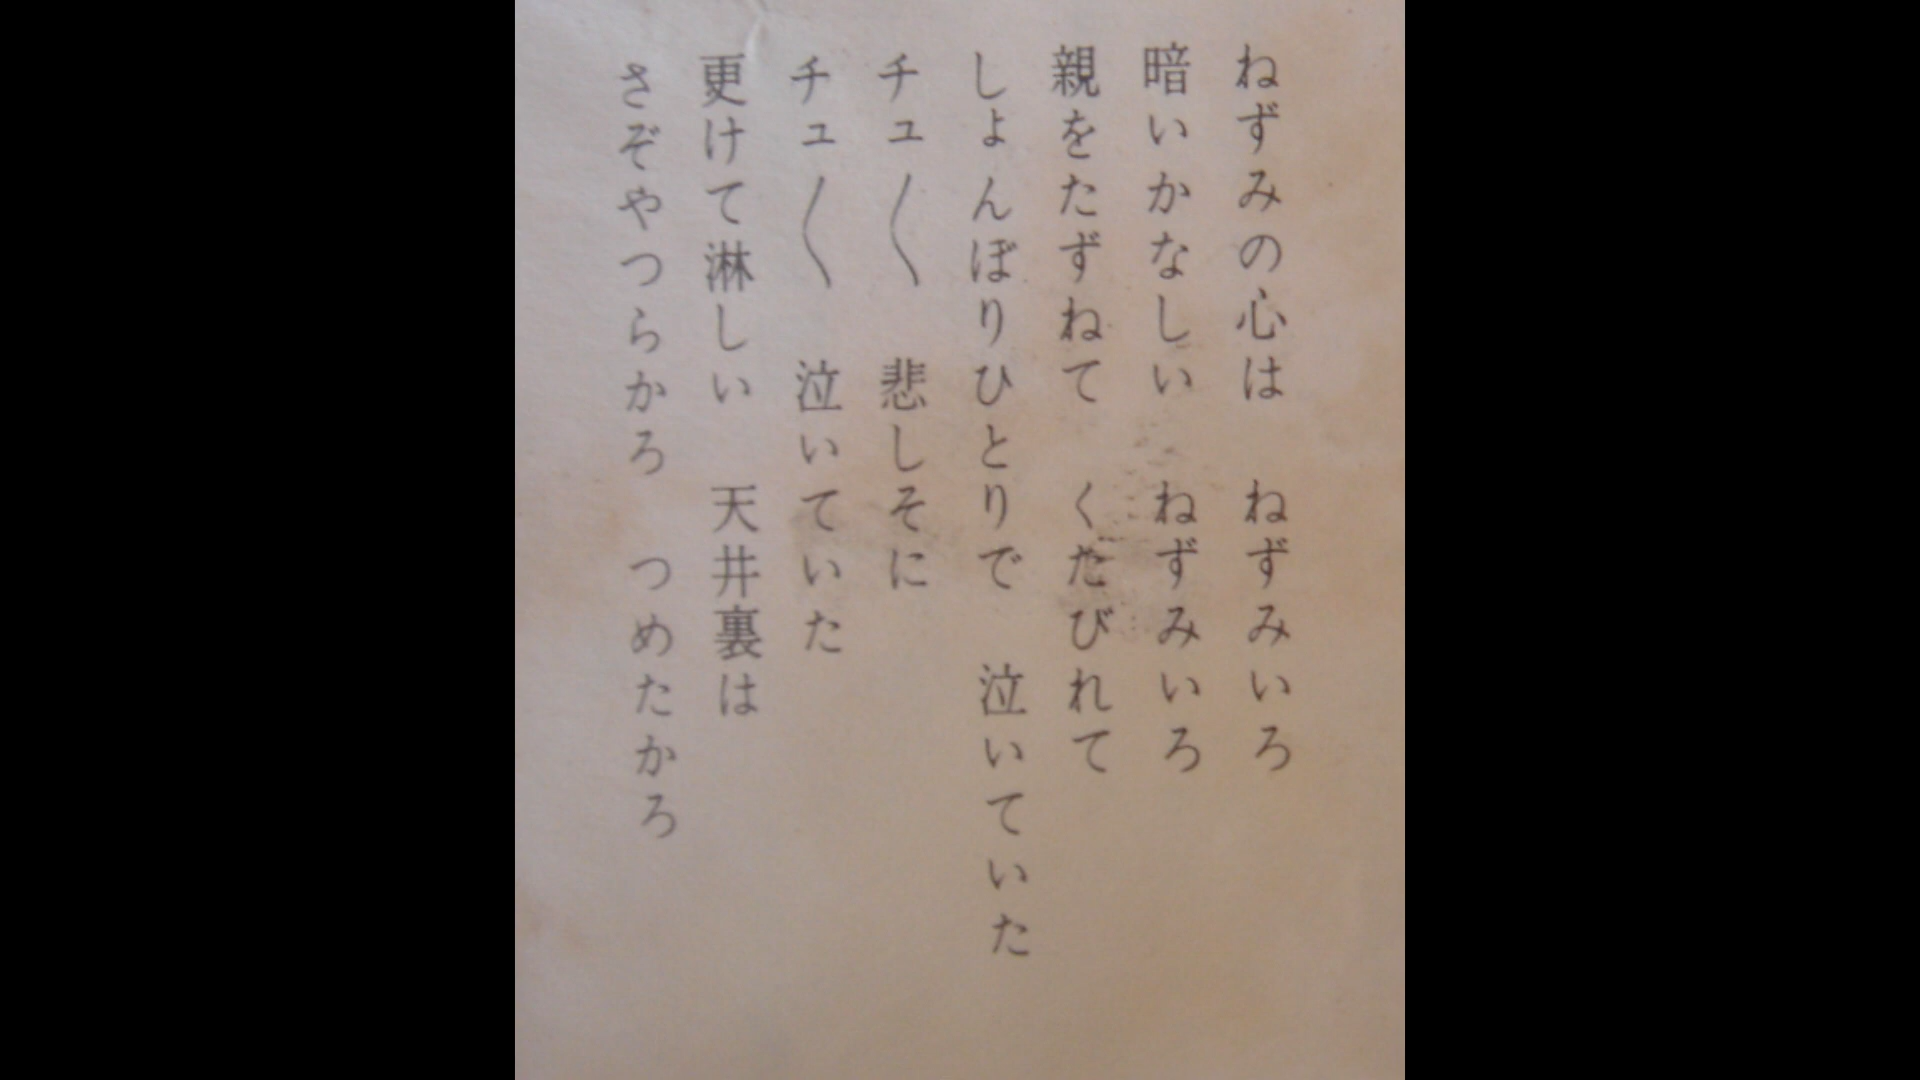 ねずみの心は　ねずみいろ
暗いかなしい　ねずみいろ
親をたずねて　くたびれて
しょんぼりひとりで　泣いていた
チュ〳〵　悲しそに
チュ〳〵　泣いていた
更けて淋しい　天井裏は
さぞやつらかろ　つめたかろ